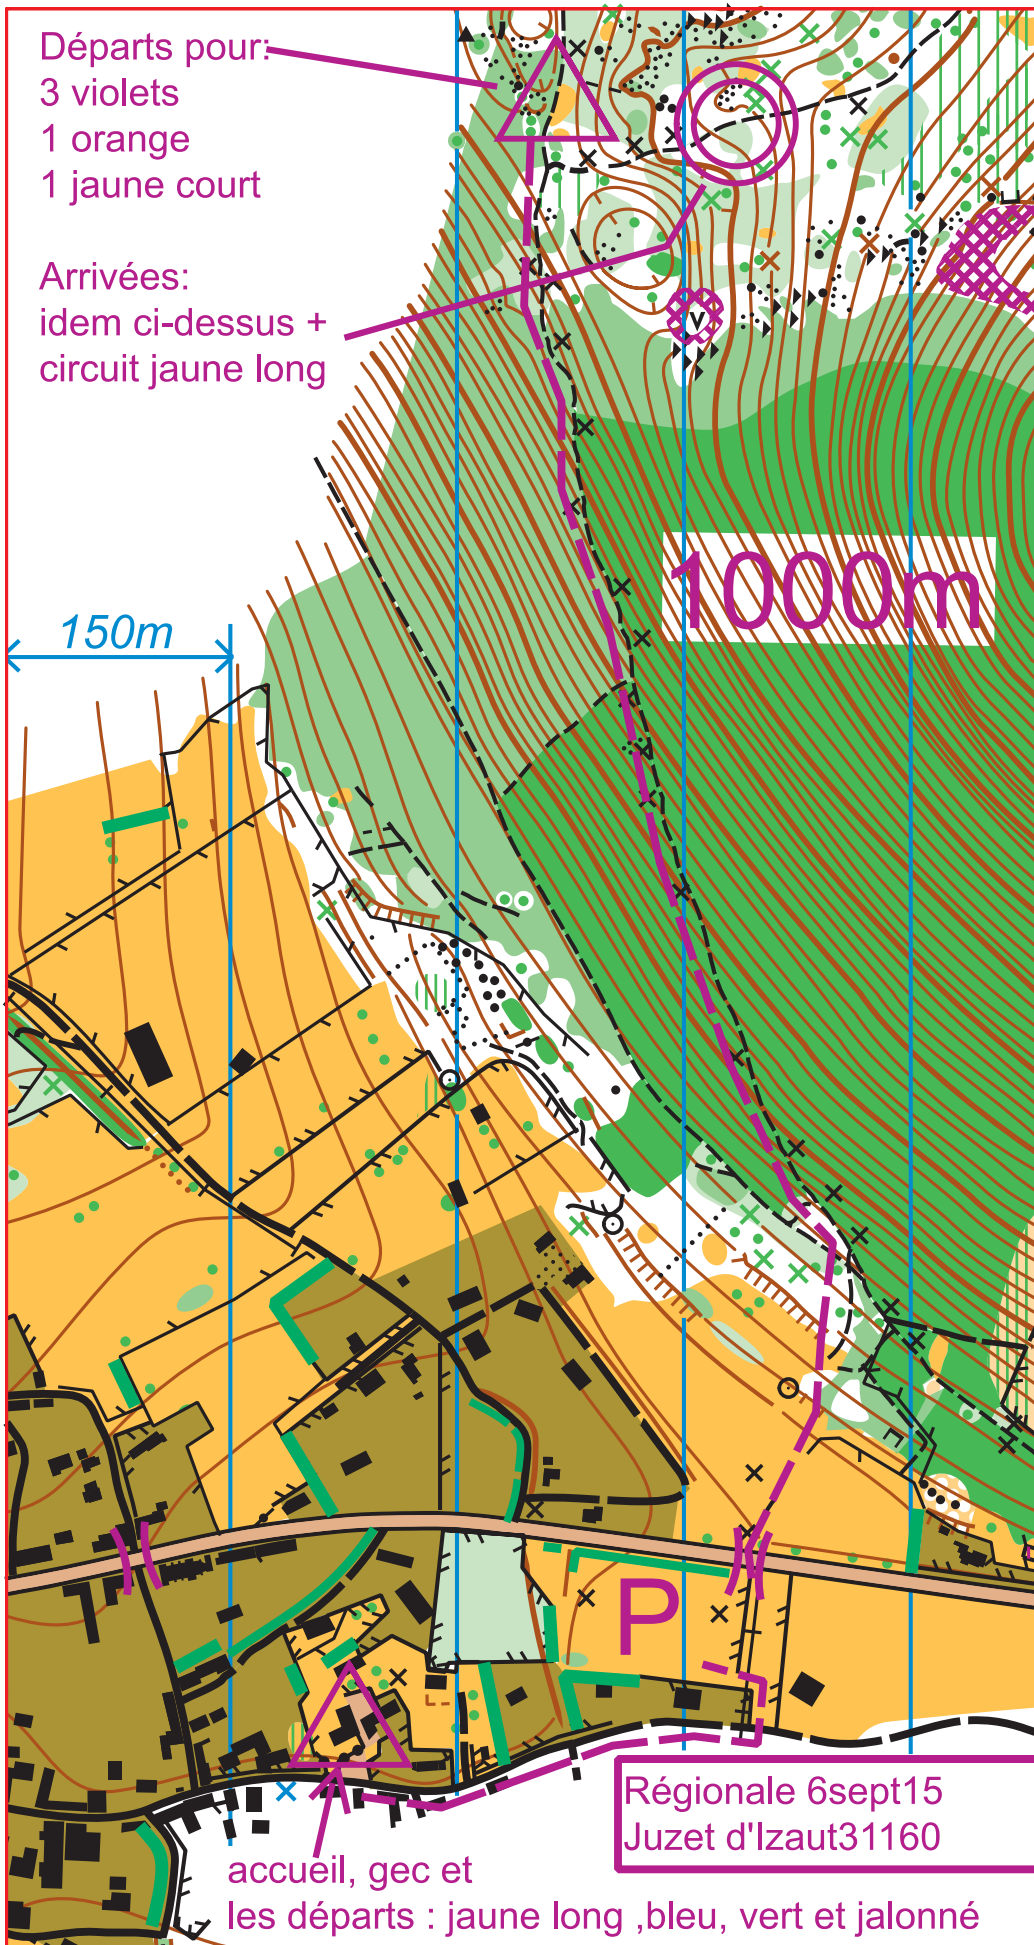 Départs pour:
3 violets
1 orange
1 jaune court
Arrivées:
idem ci-dessus +
circuit jaune long
v
1000m
150m
P
Régionale 6sept15
Juzet d'Izaut31160
accueil, gec et
les départs : jaune long ,bleu, vert et jalonné